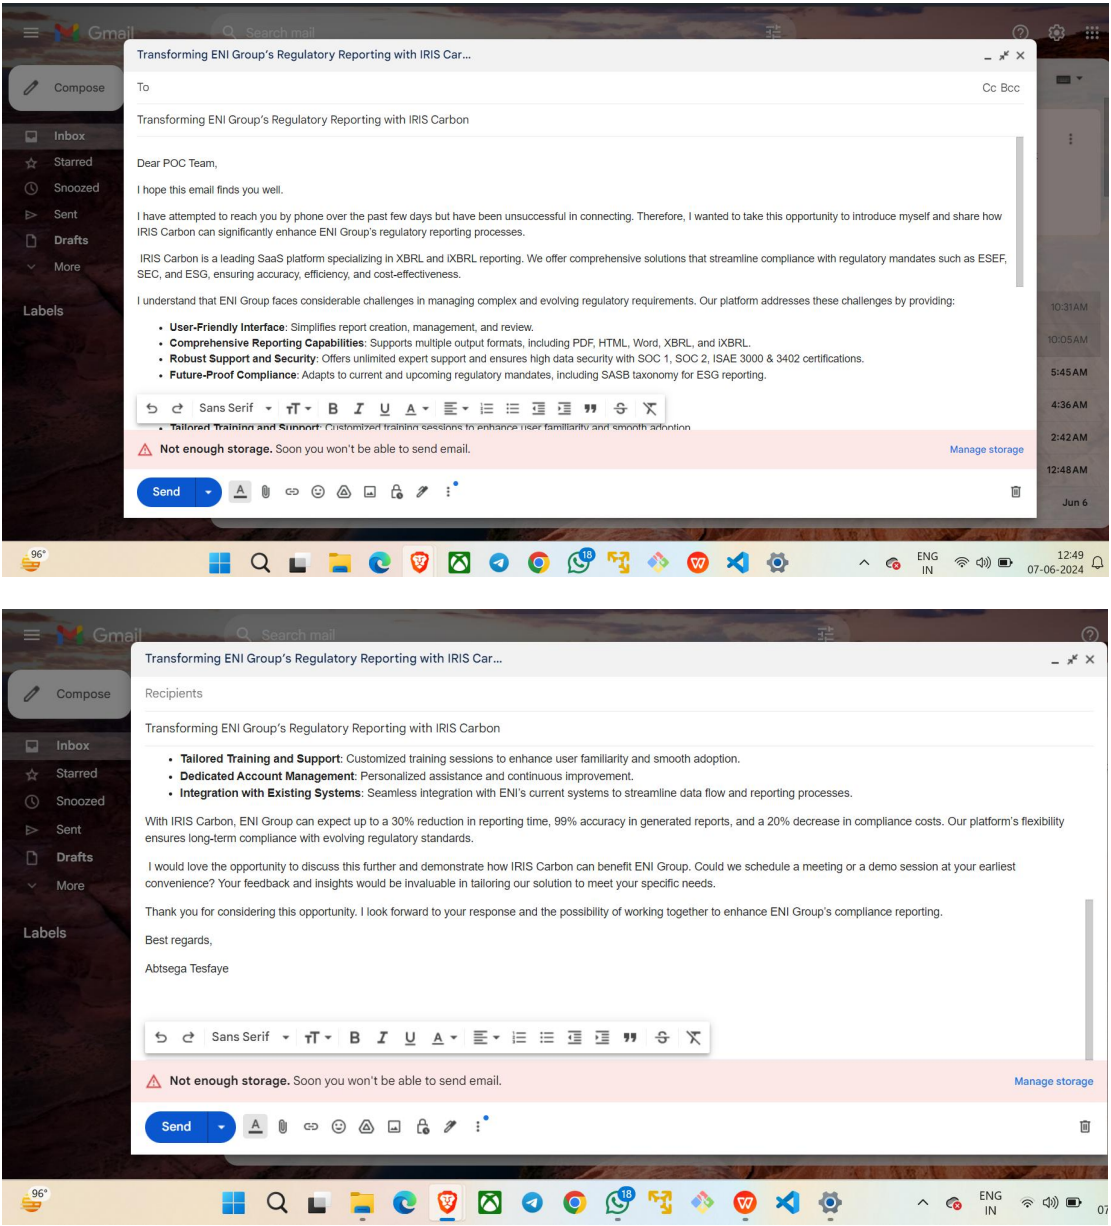 Gmail
Search mail
Transforming ENI Group's Regulatory Reporting with IRIS Car...
Compose
To
Cc Bcc
Transforming ENI Group's Regulatory Reporting with IRIS Carbon
Inbox
Starred
Snoozed
Sent
Drafts
More
Labels
Dear POC Team,
I hope this email finds you well.
I have attempted to reach you by phone over the past few days but have been unsuccessful in connecting. Therefore, I wanted to take this opportunity to introduce myself and share how
IRIS Carbon can significantly enhance ENI Group's regulatory reporting processes.
IRIS Carbon is a leading SaaS platform specializing in XBRL and iXBRL reporting. We offer comprehensive solutions that streamline compliance with regulatory mandates such as ESEF,
SEC, and ESG, ensuring accuracy, efficiency, and cost-effectiveness.
I understand that ENI Group faces considerable challenges in managing complex and evolving regulatory requirements. Our platform addresses these challenges by providing:
• User-Friendly Interface: Simplifies report creation, management, and review.
• Comprehensive Reporting Capabilities: Supports multiple output formats, including PDF, HTML, Word, XBRL, and iXBRL.
• Robust Support and Security: Offers unlimited expert support and ensures high data security with SOC 1, SOC 2, ISAE 3000 & 3402 certifications.
• Future-Proof Compliance: Adapts to current and upcoming regulatory mandates, including SASB taxonomy for ESG reporting.
Sans Serif
• Tailored Training and Support: Customized training sessions to enhance user familiarity and smooth adoption
Not enough storage. Soon you won't be able to send email.
Manage storage
Send
10:31 AM
10:05 AM
5:45 AM
4:36 AM
2:42 AM
12:48 AM
Jun 6
96°
18
ENG
IN
12:49
07-06-2024
Gmail
Search mail
Transforming ENI Group's Regulatory Reporting with IRIS Car...
Compose
Recipients
Transforming ENI Group's Regulatory Reporting with IRIS Carbon
Inbox
Starred
Snoozed
Sent
Drafts
More
Labels
• Tailored Training and Support: Customized training sessions to enhance user familiarity and smooth adoption.
• Dedicated Account Management: Personalized assistance and continuous improvement.
• Integration with Existing Systems: Seamless integration with ENI's current systems to streamline data flow and reporting processes.
With IRIS Carbon, ENI Group can expect up to a 30% reduction in reporting time, 99% accuracy in generated reports, and a 20% decrease in compliance costs. Our platform's flexibility
ensures long-term compliance with evolving regulatory standards.
I would love the opportunity to discuss this further and demonstrate how IRIS Carbon can benefit ENI Group. Could we schedule a meeting or a demo session at your earliest
convenience? Your feedback and insights would be invaluable in tailoring our solution to meet your specific needs.
Thank you for considering this opportunity. I look forward to your response and the possibility of working together to enhance ENI Group's compliance reporting.
Best regards,
Abtsega Tesfaye
Sans Serif
Not enough storage. Soon you won't be able to send email.
Manage storage
Send
96°
18
ENG
IN
07